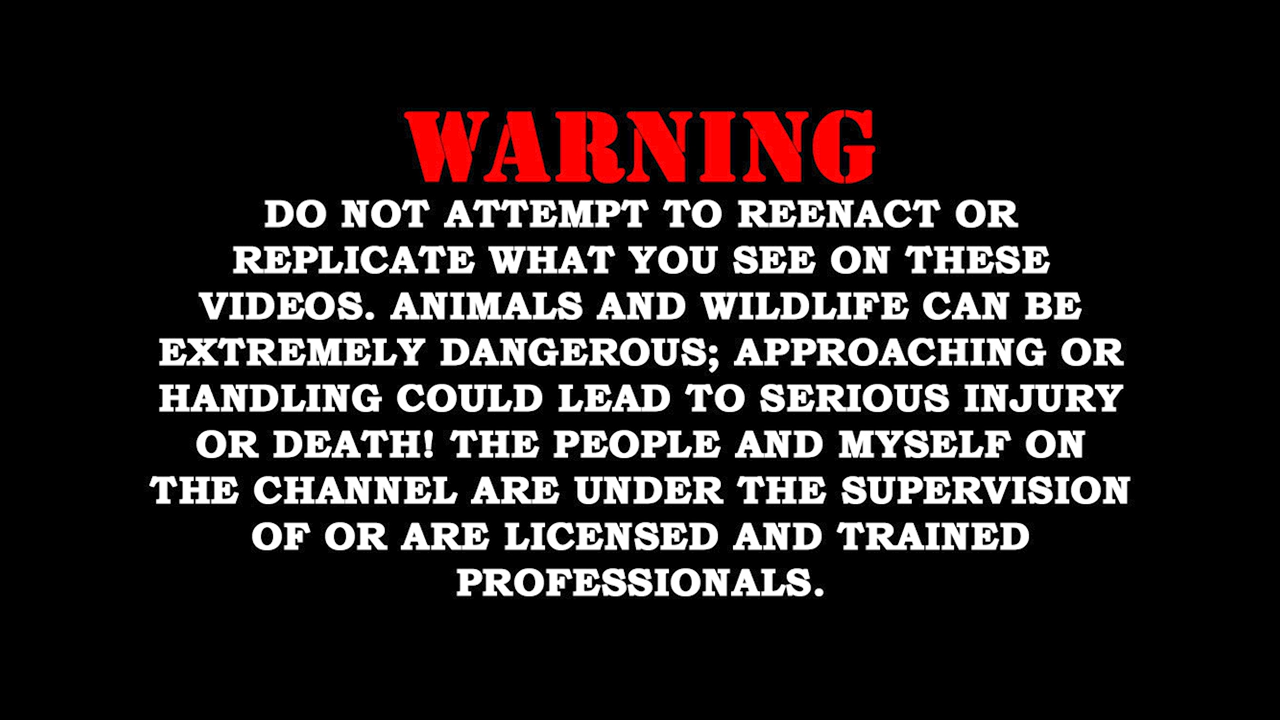 WARNING
DO NOT ATTEMPT TO REENACT OR
REPLICATE WHAT YOU SEE ON THESE
VIDEOS. ANIMALS AND WILDLIFE CAN BE
EXTREMELY DANGEROUS; APPROACHING OR
HANDLING COULD LEAD TO SERIOUS INJURY
OR DEATH! THE PEOPLE AND MYSELF ON
THE CHANNEL ARE UNDER THE SUPERVISION
OF OR ARE LICENSED AND TRAINED
PROFESSIONALS.